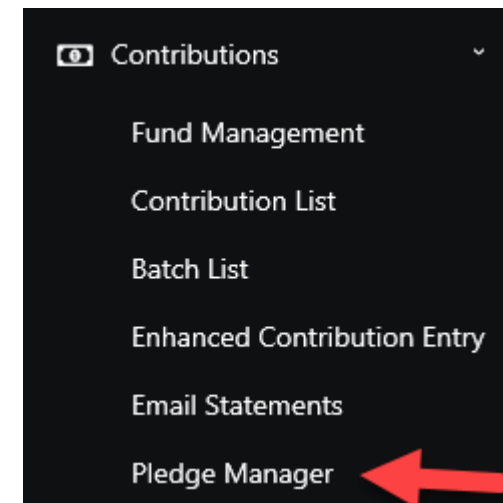 Contributions
Fund Management
Contribution List
Batch List
Enhanced Contribution Entry
Email Statements
Pledge Manager